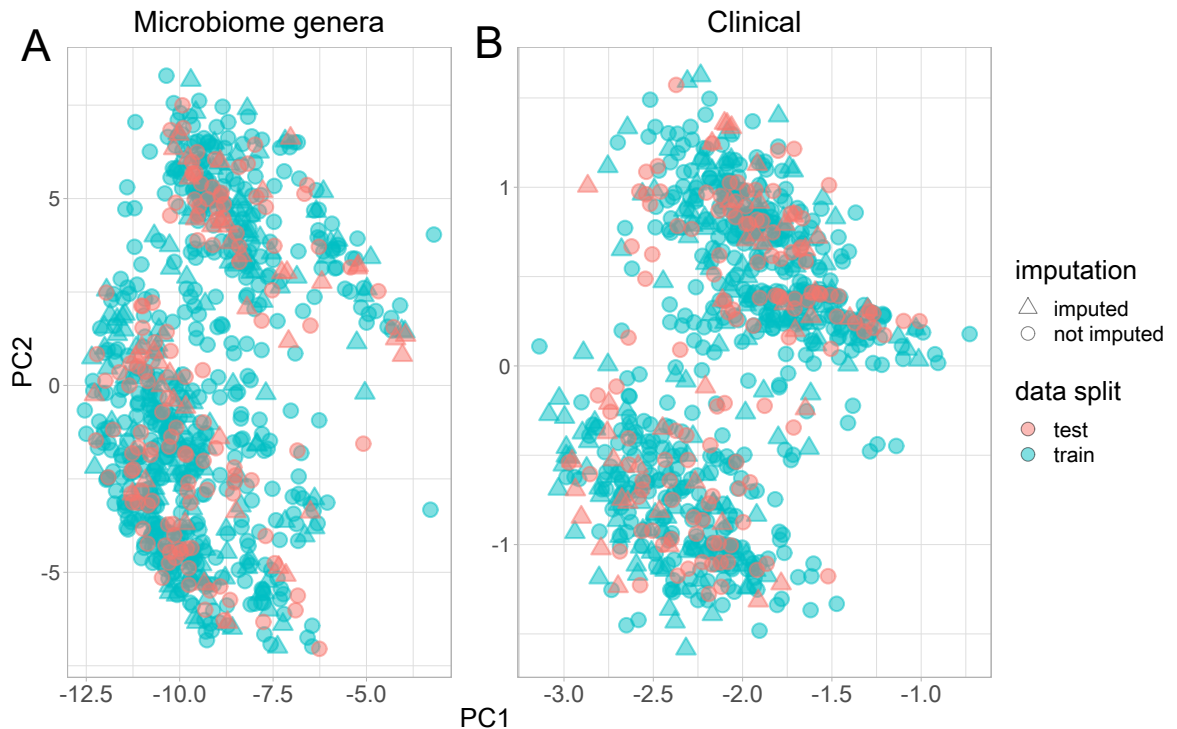 A
Microbiome genera
B
Clinical
PC2
5
0
-5
-12.5 -10.0 -7.5 -5.0
1
0
-1
-3.0 -2.5 -2.0 -1.5 -1.0
PC1
imputation
imputed
not imputed
data split
test
train